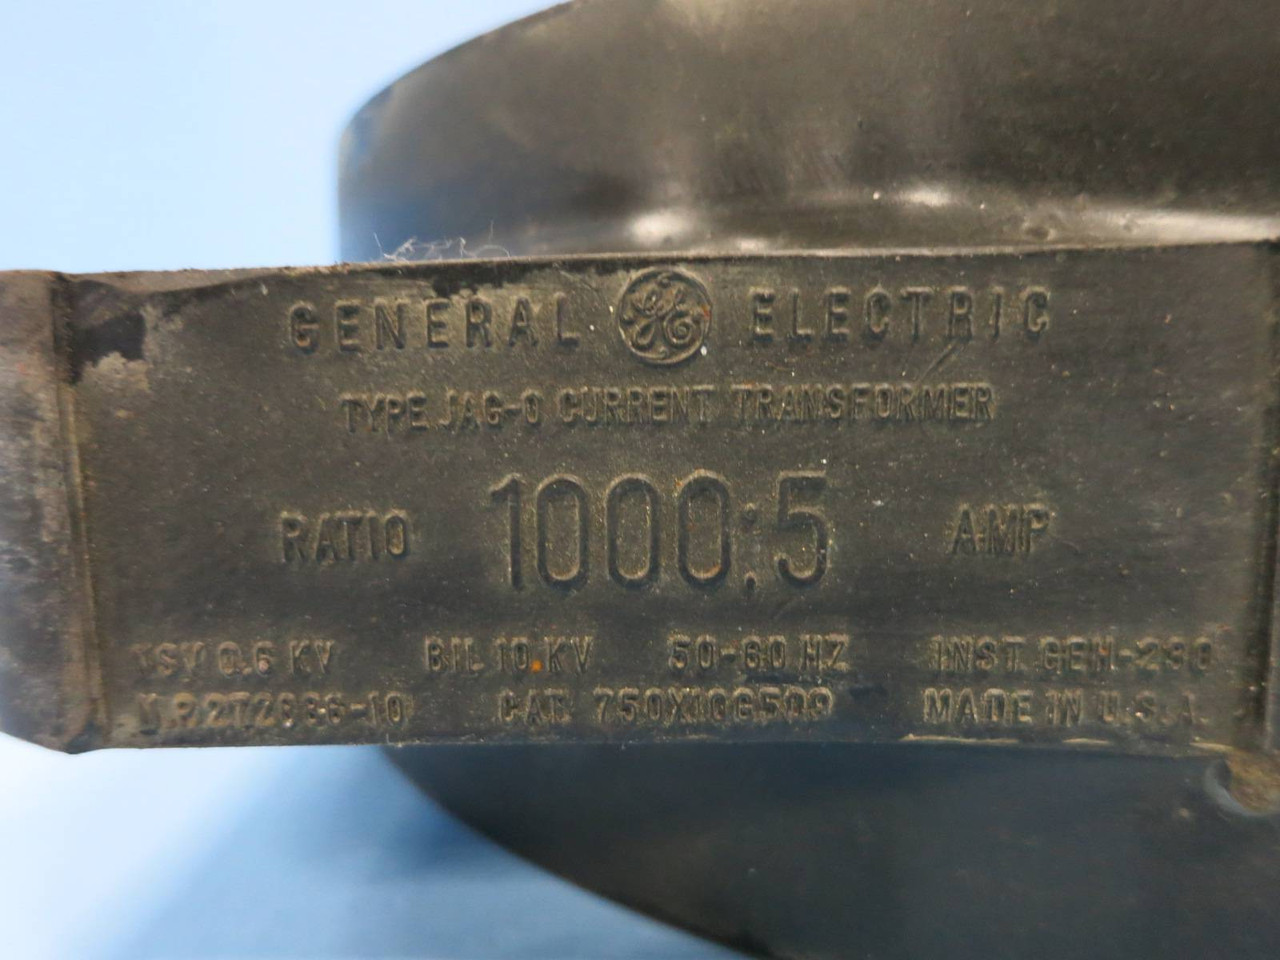 GENERAL GE ELECTRIC
TYPE JAG-0 CURRENT TRANSFORMER
RATIO 1000:5 AMP
0.6 KV BIL 10 KV 50-60 HZ INST. GEH-230
CAT. 750X10G509 MADE IN U.S.A.